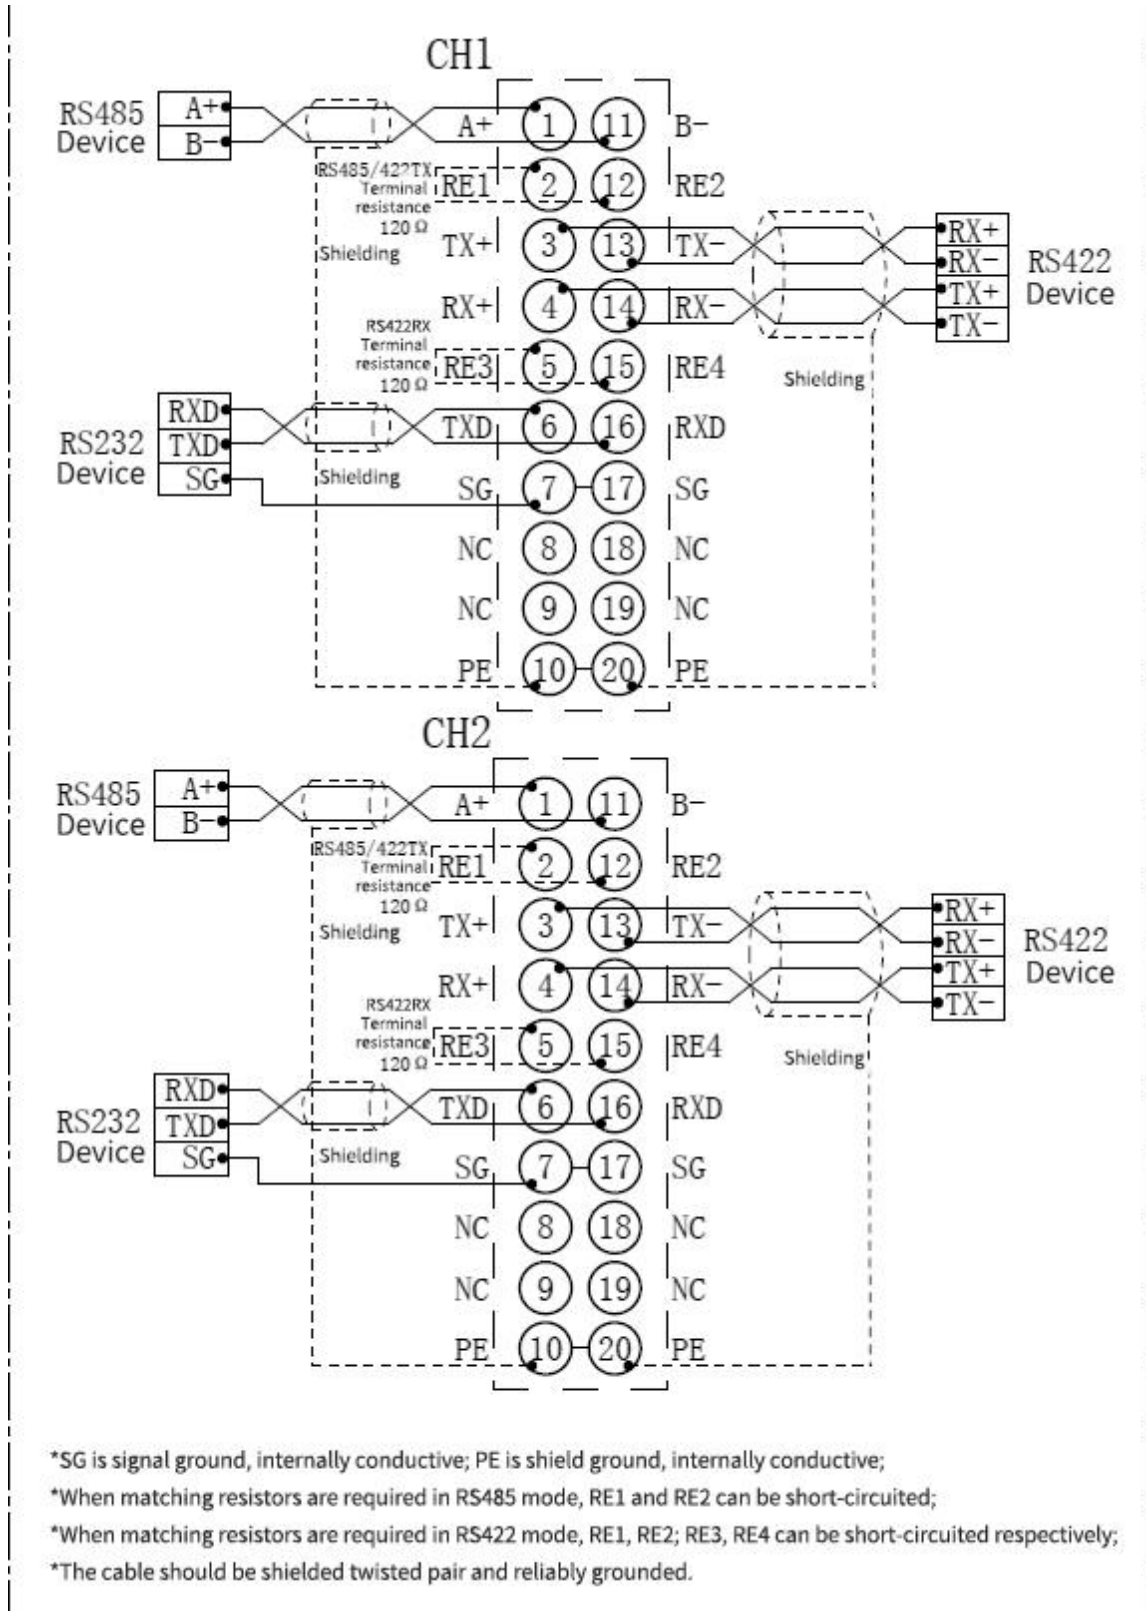 CH1
RS485
Device
A+
B-
A+ 1 11 B-
RS485/422TX
Terminal
resistance
120 Ω
RE1 2 12 RE2
Shielding
TX+ 3 13 TX-
RX+ 4 14 RX-
RX+
RX-
TX+
TX-
RS422
Device
Shielding
RS422RX
Terminal
resistance
120 Ω
RE3 5 15 RE4
RS232
Device
RXD
TXD
SG
TXD 6 16 RXD
Shielding
SG 7 17 SG
NC 8 18 NC
NC 9 19 NC
PE 10 20 PE
CH2
RS485
Device
A+
B-
A+ 1 11 B-
RS485/422TX
Terminal
resistance
120 Ω
RE1 2 12 RE2
Shielding
TX+ 3 13 TX-
RX+ 4 14 RX-
RX+
RX-
TX+
TX-
RS422
Device
Shielding
RS422RX
Terminal
resistance
120 Ω
RE3 5 15 RE4
RS232
Device
RXD
TXD
SG
TXD 6 16 RXD
Shielding
SG 7 17 SG
NC 8 18 NC
NC 9 19 NC
PE 10 20 PE
*SG is signal ground, internally conductive; PE is shield ground, internally conductive;
*When matching resistors are required in RS485 mode, RE1 and RE2 can be short-circuited;
*When matching resistors are required in RS422 mode, RE1, RE2; RE3, RE4 can be short-circuited respectively;
*The cable should be shielded twisted pair and reliably grounded.